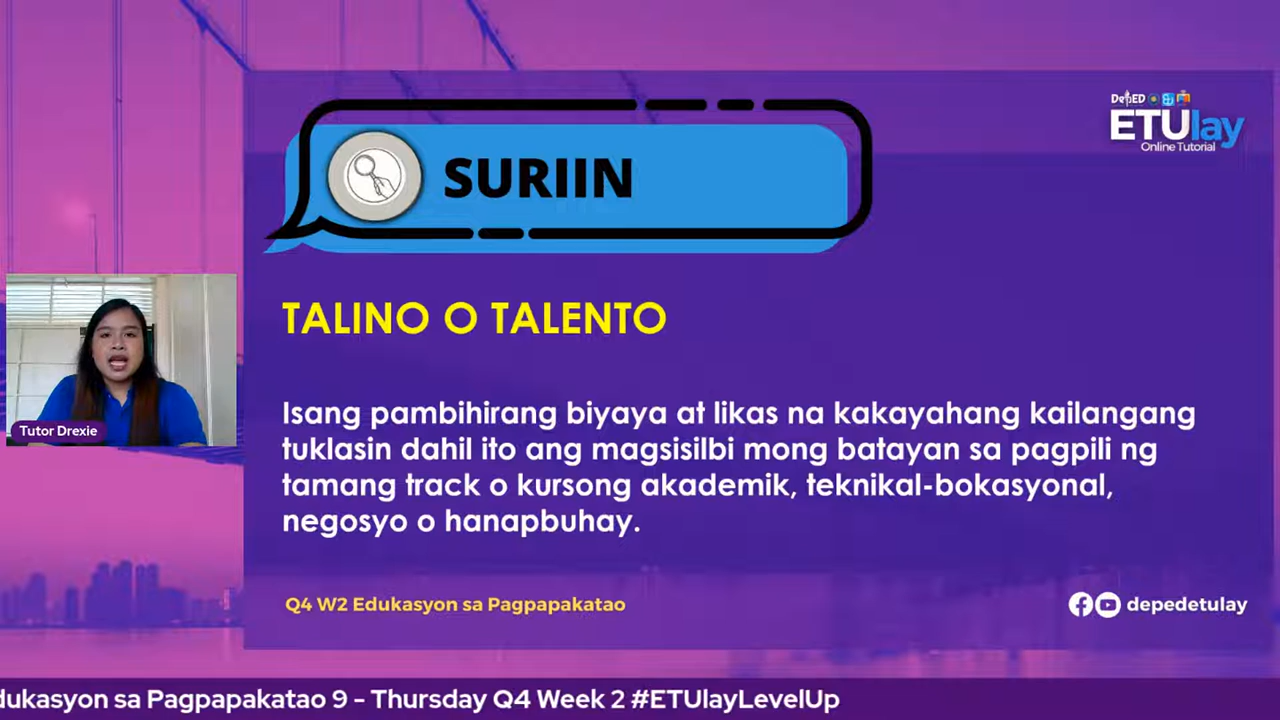 DepED
ETUlay
Online Tutorial
SURIIN
TALINO O TALENTO
Isang pambihirang biyaya at likas na kakayahang kailangang
tuklasin dahil ito ang magsisilbi mong batayan sa pagpili ng
tamang track o kursong akademik, teknikal-bokasyonal,
negosyo o hanapbuhay.
Tutor Drexie
Q4 W2 Edukasyon sa Pagpapakatao
depedetulay
dukasyon sa Pagpapakatao 9 - Thursday Q4 Week 2 #ETUlayLevelUp